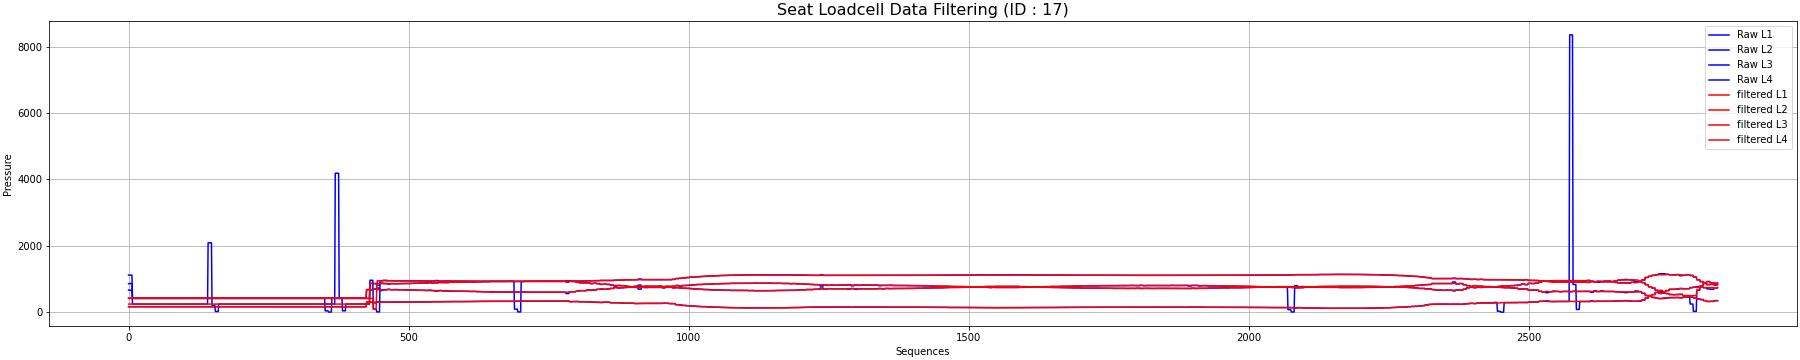 Seat Loadcell Data Filtering (ID : 17)
8000
6000
4000
2000
0
Pressure
Raw L1
Raw L2
Raw L3
Raw L4
filtered L1
filtered L2
filtered L3
filtered L4
0
500
1000
1500
2000
2500
Sequences